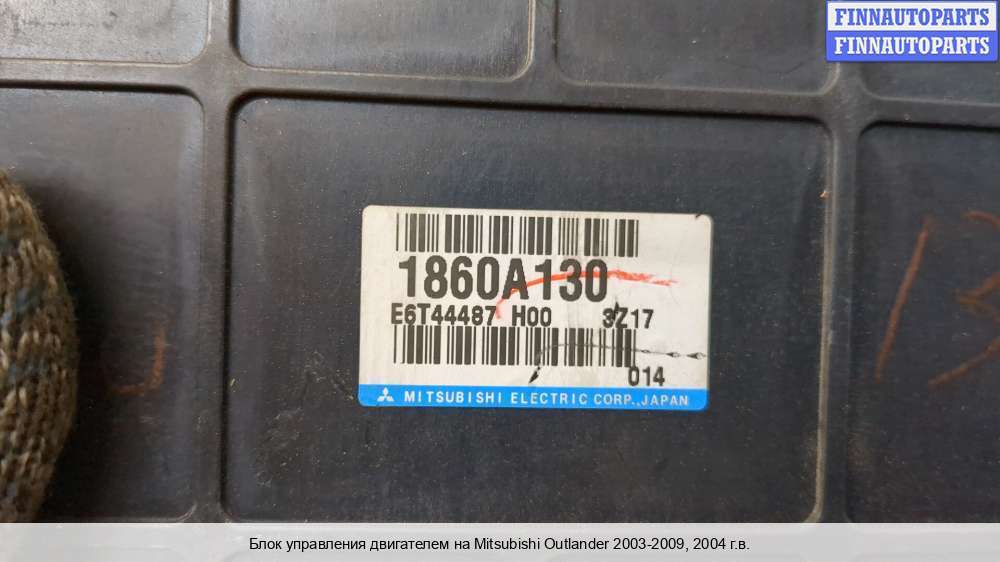 FINNAUTOPARTS
FINNAUTOPARTS
1860A130
E6T44487 H00 3Z17
014
MITSUBISHI ELECTRIC CORP., JAPAN
13
Блок управления двигателем на Mitsubishi Outlander 2003-2009, 2004 г.в.